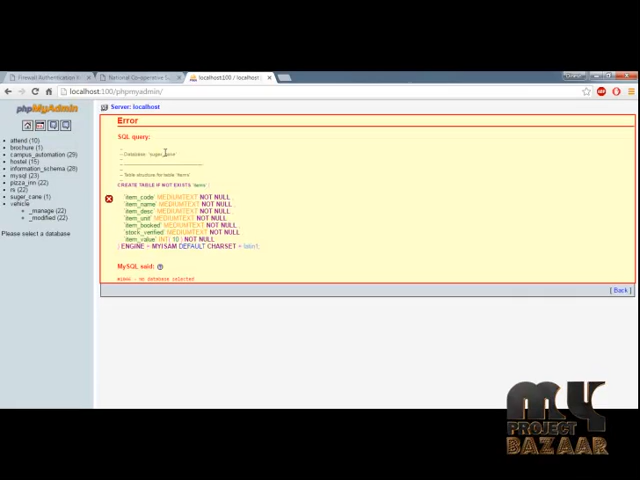 Firewall Authentication
National Co-operative Su
localhost:100 / localhost
localhost:100/phpmyadmin/
phpMyAdmin
Server: localhost
attend (10)
brochure (1)
campus_automation (29)
hostel (15)
information_schema (28)
mysql (23)
pizza_inn (22)
rs (22)
sugar_cane (1)
vehicle
_manage (22)
_modified (22)
Please select a database
Error
SQL query:
--
-- Database:
--
-- Table structure for table 'items'
--
CREATE TABLE IF NOT EXISTS 'items' (
'item_code' MEDIUMTEXT NOT NULL,
'item_name' MEDIUMTEXT NOT NULL,
'item_desc' MEDIUMTEXT NOT NULL,
'item_unit' MEDIUMTEXT NOT NULL,
'item_booked' MEDIUMTEXT NOT NULL,
'stock_verified' MEDIUMTEXT NOT NULL,
'item_value' INT( 10 ) NOT NULL
) ENGINE = MYISAM DEFAULT CHARSET = latin1;
MySQL said:
#1046 - No database selected
[ Back ]
MY
PROJECT
BAZAAR